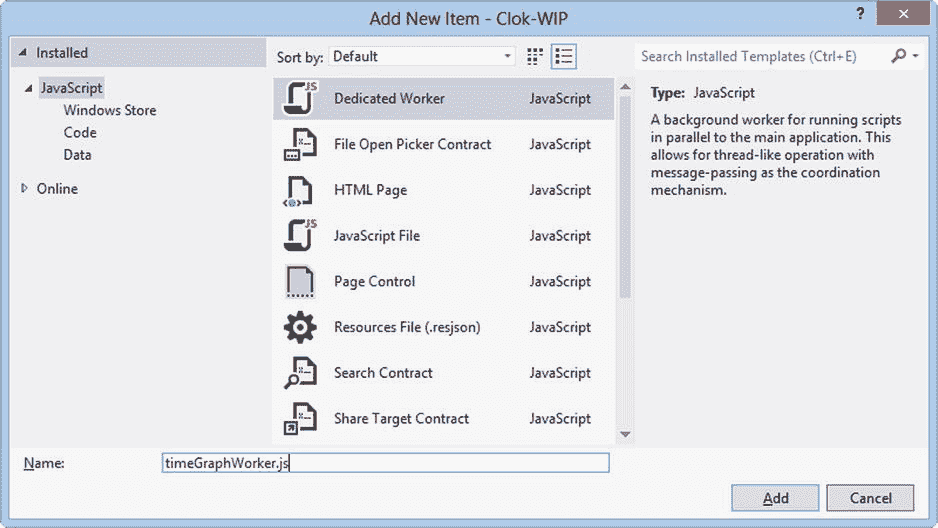 Add New Item - Clok-WIP
?
Installed
Sort by: Default
Search Installed Templates (Ctrl+E)
JavaScript
Windows Store
Code
Data
Online
Dedicated Worker JavaScript
File Open Picker Contract JavaScript
HTML Page JavaScript
JS
JavaScript File JavaScript
Page Control JavaScript
Resources File (.resjson) JavaScript
Search Contract JavaScript
Share Target Contract JavaScript
Type: JavaScript
A background worker for running scripts
in parallel to the main application. This
allows for thread-like operation with
message-passing as the coordination
mechanism.
Name: timeGraphWorker.js
Add Cancel